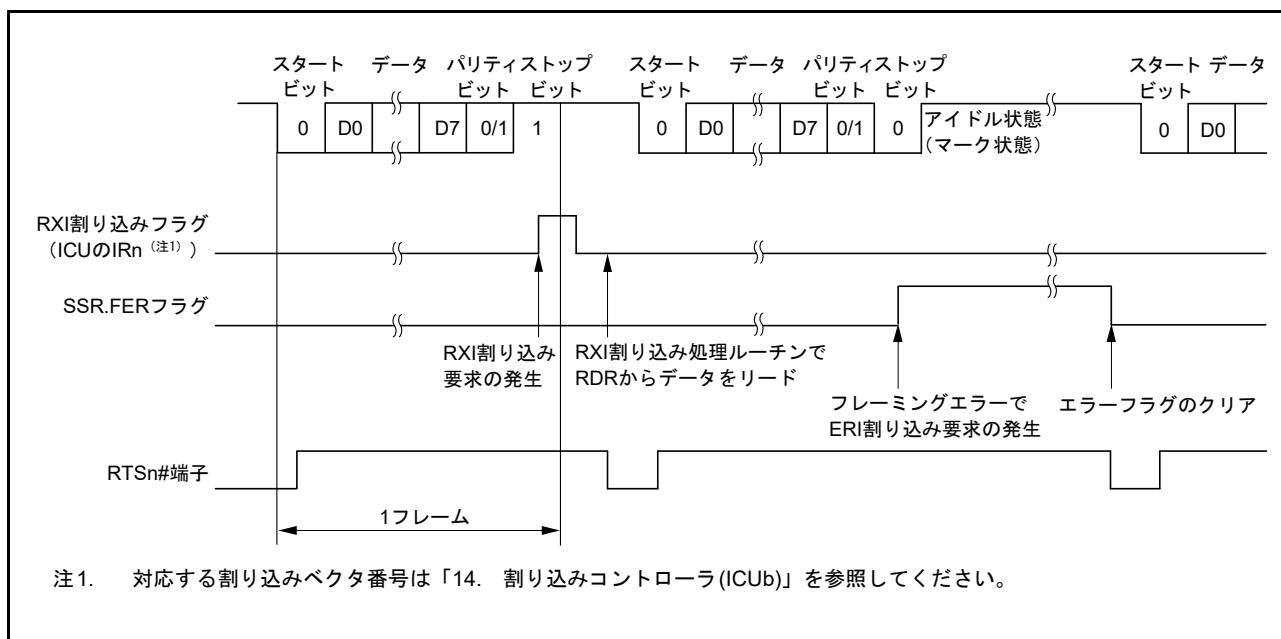 スタート データ パリティストップ スタート データ パリティストップ スタート データ
ビット ビット ビット ビット ビット ビット ビット
0 D0 D7 0/1 1 0 D0 D7 0/1 0 アイドル状態 0 D0
(マーク状態)
RXI割り込みフラグ
(ICUのIRn (注1) )
SSR.FERフラグ
RXI割り込み
要求の発生
RXI割り込み処理ルーチンで
RDRからデータをリード
フレーミングエラーで
ERI割り込み要求の発生
エラーフラグのクリア
RTSn#端子
1フレーム
注1. 対応する割り込みベクタ番号は「14. 割り込みコントローラ(ICUb)」を参照してください。